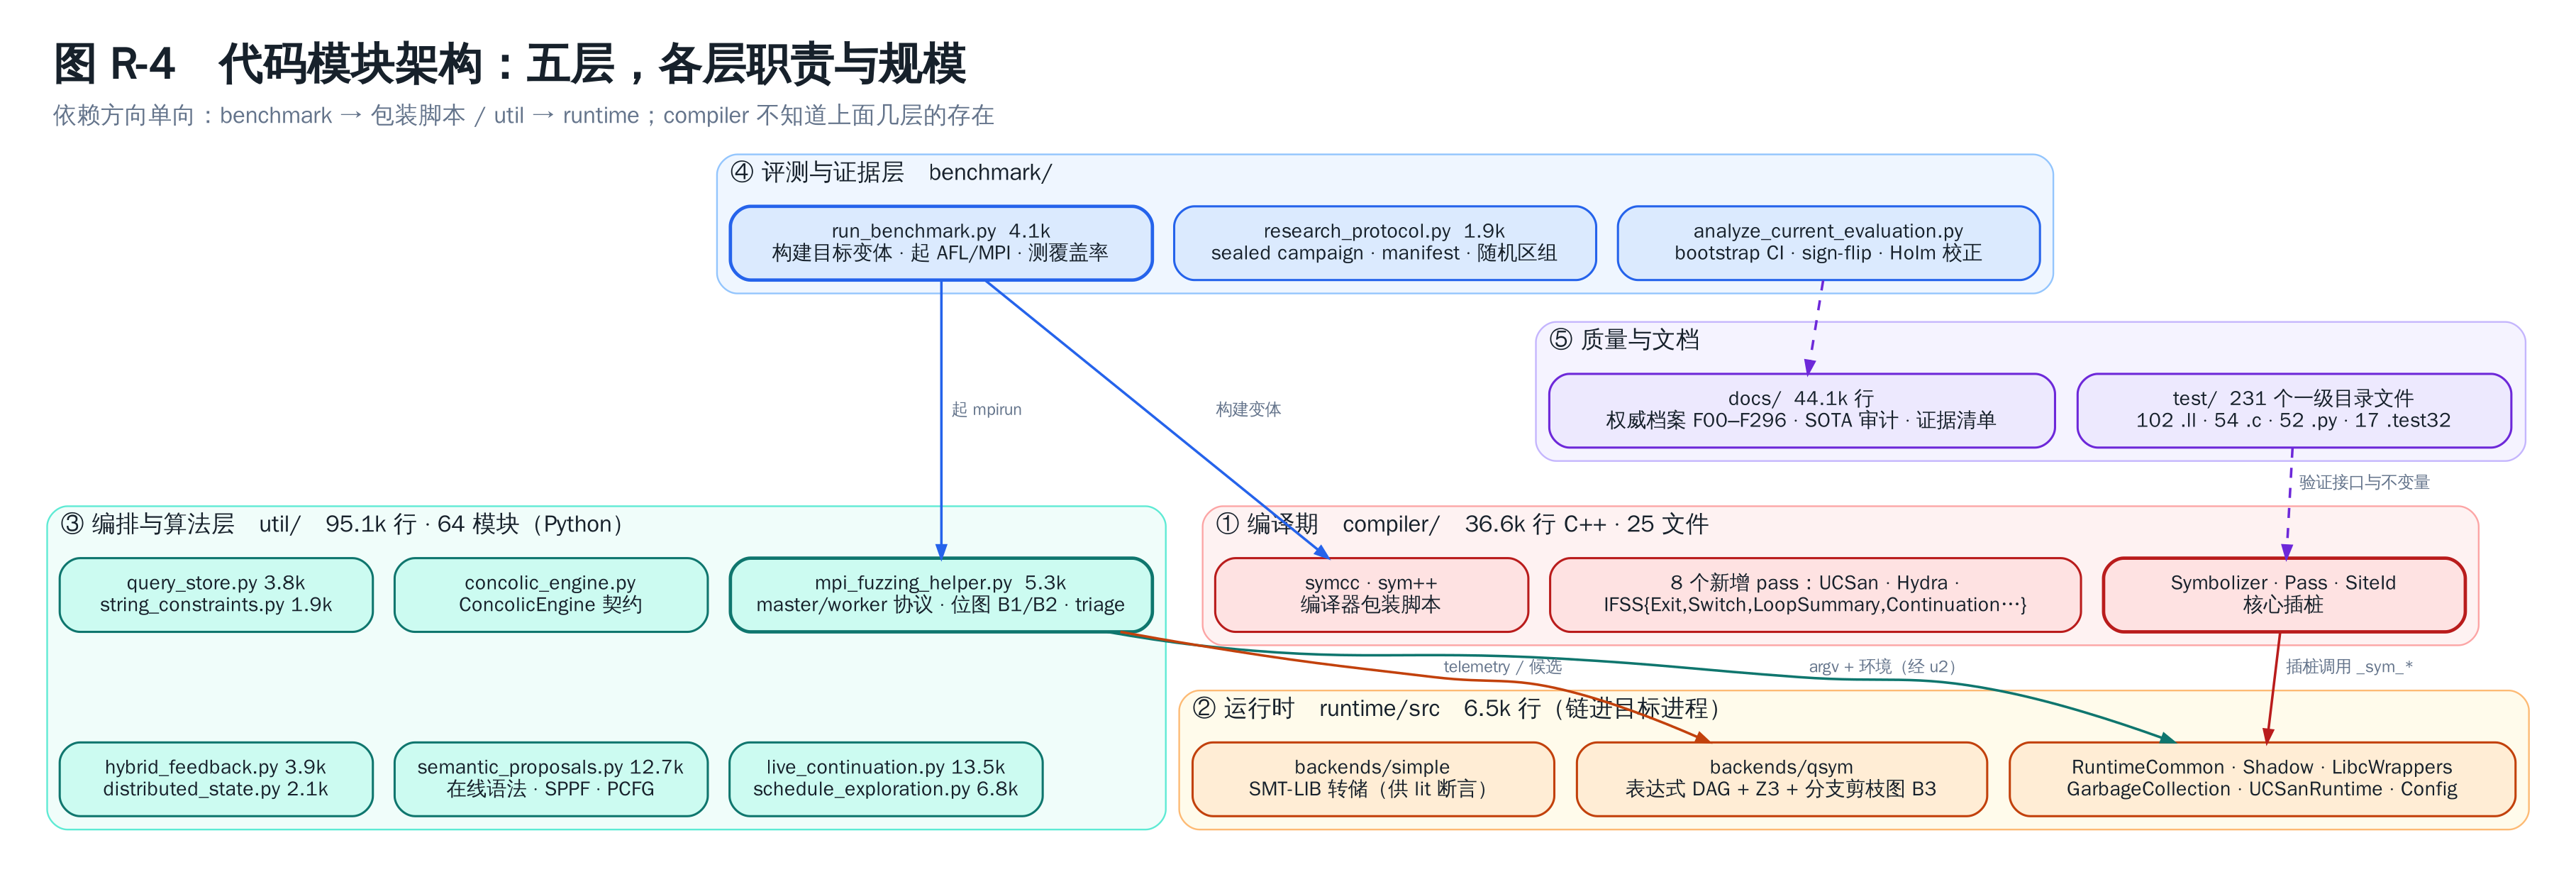 图 R-4　代码模块架构：五层，各层职责与规模
依赖方向单向：benchmark → 包装脚本 / util → runtime；compiler 不知道上面几层的存在
④ 评测与证据层　benchmark/
run_benchmark.py 4.1k
构建目标变体 · 起 AFL/MPI · 测覆盖率
research_protocol.py 1.9k
sealed campaign · manifest · 随机区组
analyze_current_evaluation.py
bootstrap CI · sign-flip · Holm 校正
⑤ 质量与文档
docs/ 44.1k 行
权威档案 F00–F296 · SOTA 审计 · 证据清单
test/ 231 个一级目录文件
102 .ll · 54 .c · 52 .py · 17 .test32
起 mpirun
构建变体
验证接口与不变量
③ 编排与算法层　util/　95.1k 行 · 64 模块（Python）
query_store.py 3.8k
string_constraints.py 1.9k
concolic_engine.py
ConcolicEngine 契约
mpi_fuzzing_helper.py 5.3k
master/worker 协议 · 位图 B1/B2 · triage
hybrid_feedback.py 3.9k
distributed_state.py 2.1k
semantic_proposals.py 12.7k
在线语法 · SPPF · PCFG
live_continuation.py 13.5k
schedule_exploration.py 6.8k
① 编译期　compiler/　36.6k 行 C++ · 25 文件
symcc · sym++
编译器包装脚本
8 个新增 pass：UCSan · Hydra ·
IFSS{Exit,Switch,LoopSummary,Continuation…}
Symbolizer · Pass · SiteId
核心插桩
telemetry / 候选
argv + 环境（经 u2）
插桩调用 _sym_*
② 运行时　runtime/src　6.5k 行（链进目标进程）
backends/simple
SMT-LIB 转储（供 lit 断言）
backends/qsym
表达式 DAG + Z3 + 分支剪枝图 B3
RuntimeCommon · Shadow · LibcWrappers
GarbageCollection · UCSanRuntime · Config